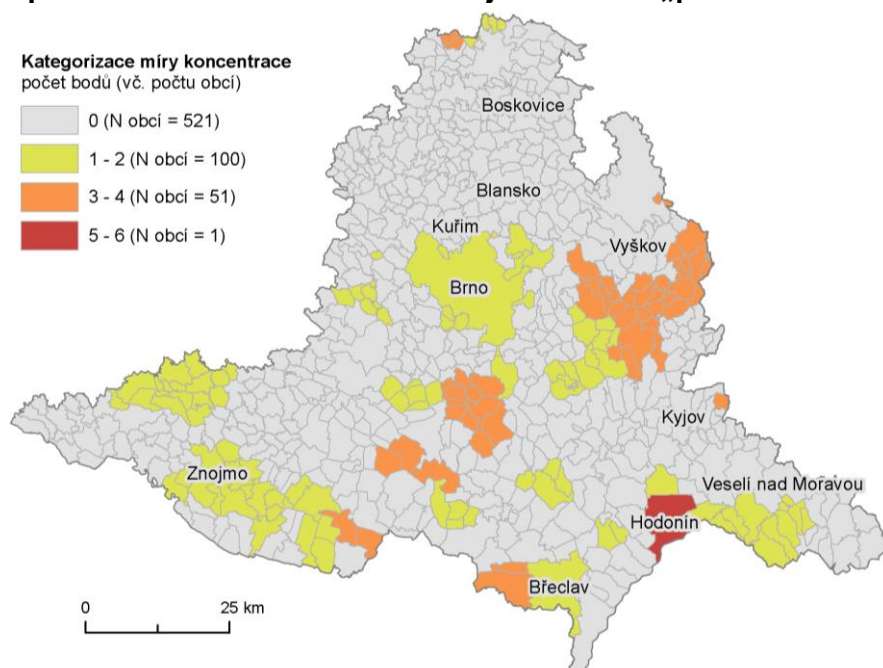 Kategorizace míry koncentrace
počet bodů (vč. počtu obcí)
0 (N obcí = 521)
1 - 2 (N obcí = 100)
3 - 4 (N obcí = 51)
5 - 6 (N obcí = 1)
Boskovice
Blansko
Kuřim
Vyškov
Brno
Kyjov
Znojmo
Veselí nad Moravou
Hodonín
Břeclav
0 25 km